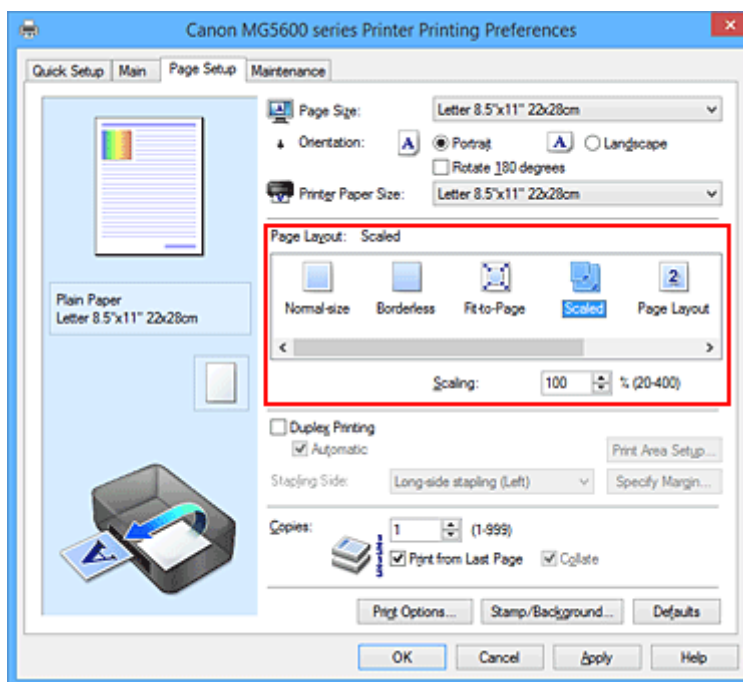 Canon MG5600 series Printer Printing Preferences
Quick Setup Main Page Setup Maintenance
Page Size: Letter 8.5"x11" 22x28cm
Orientation: A Portrait A Landscape
Rotate 180 degrees
Printer Paper Size: Letter 8.5"x11" 22x28cm
Page Layout: Scaled
Normal-size Borderless Fit-to-Page Scaled Page Layout
Scaling: 100 % (20-400)
Plain Paper
Letter 8.5"x11" 22x28cm
Duplex Printing
Automatic Print Area Setup...
Stapling Side: Long-side stapling (Left) Specify Margin...
Copies: 1 (1-999)
Print from Last Page Collate
Print Options... Stamp/Background... Defaults
OK Cancel Apply Help